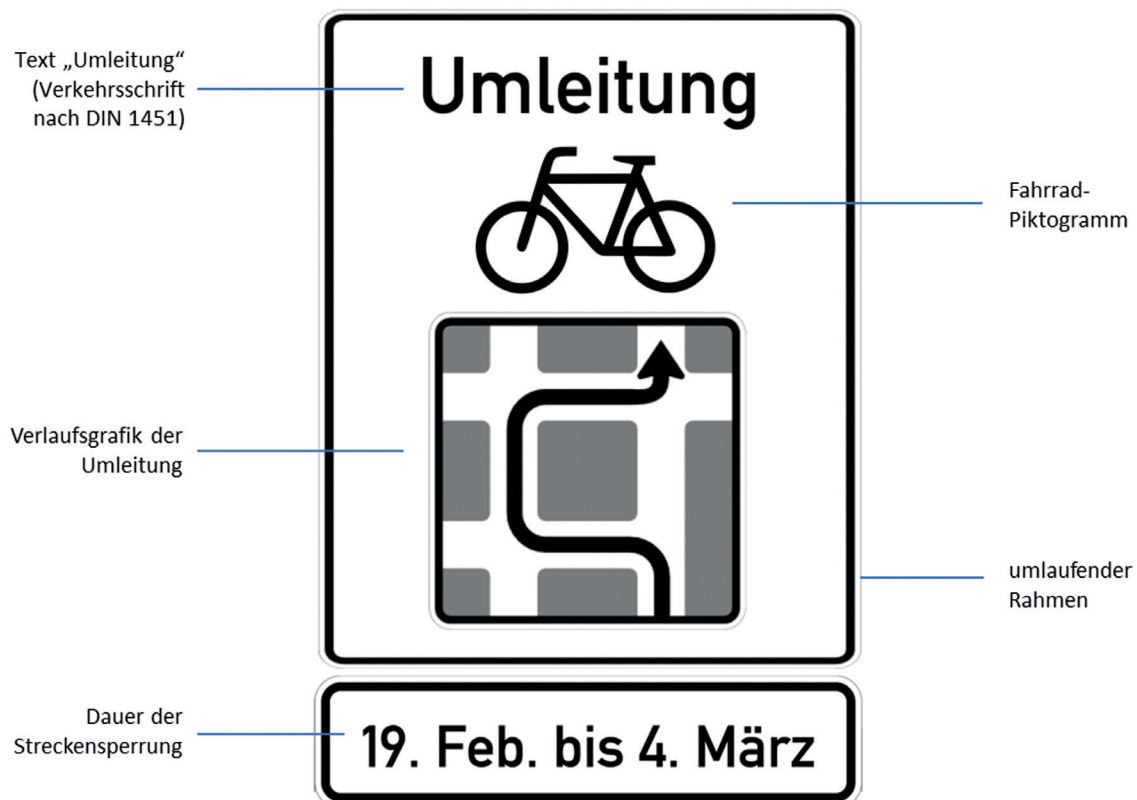 Text „Umleitung“
(Verkehrsschrift
nach DIN 1451)
Umleitung
Fahrrad-
Piktogramm
Verlaufsgrafik der
Umleitung
umlaufender
Rahmen
Dauer der
Streckensperrung
19. Feb. bis 4. März